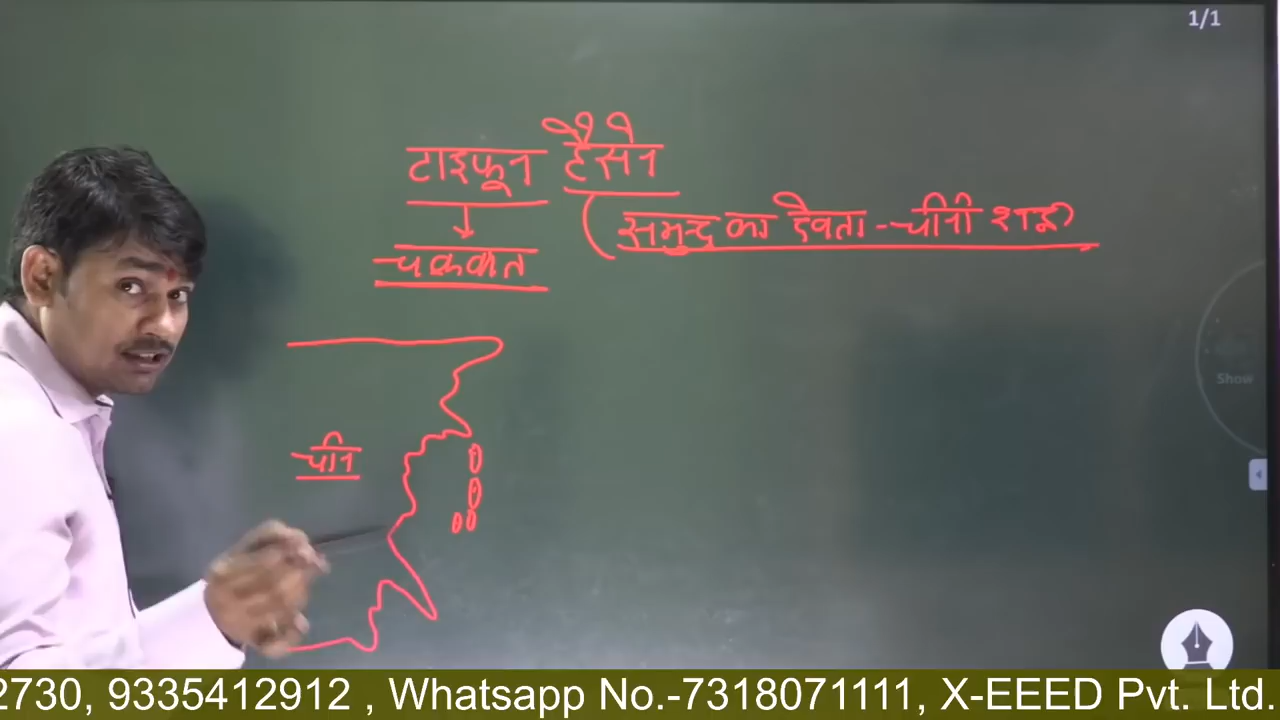 1/1
टाइफून हैसेन
(समुन्द्र का देवता - चीनी शब्द)
चक्रवात
Show
चीन
2730, 9335412912 , Whatsapp No.-7318071111, X-EEED Pvt. Ltd.